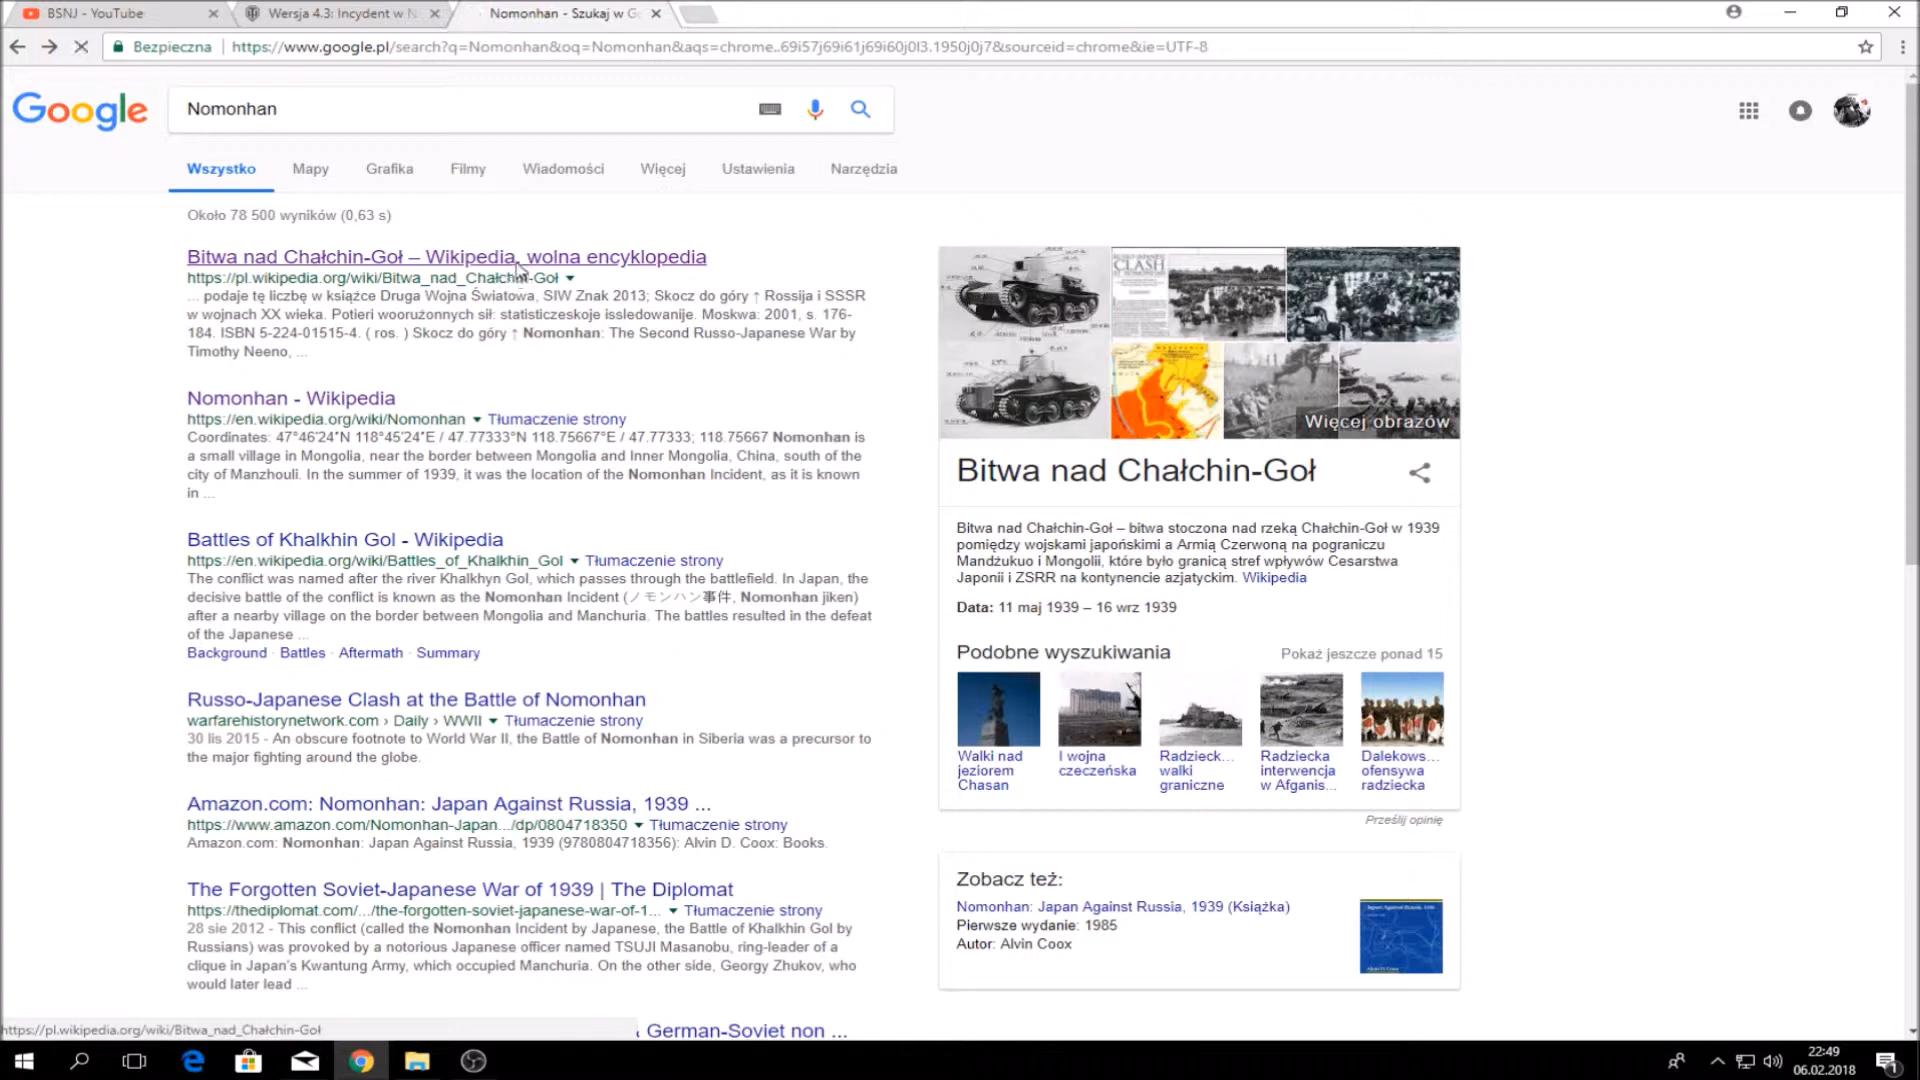 BSNJ - YouTube
Wersja 4.3: Incydent w N
Nomonhan - Szukaj w G
Bezpieczna
https://www.google.pl/search?q=Nomonhan&oq=Nomonhan&aqs=chrome..69i57j69i61j69i60j0l3.1950j0j7&sourceid=chrome&ie=UTF-8
Google
Nomonhan
Wszystko Mapy Grafika Filmy Wiadomości Więcej Ustawienia Narzędzia
Około 78 500 wyników (0,63 s)
Bitwa nad Chałchin-Goł – Wikipedia, wolna encyklopedia
https://pl.wikipedia.org/wiki/Bitwa_nad_Chałchin-Goł
... podaje tę liczbę w książce Druga Wojna Światowa, SIW Znak 2013; Skocz do góry ↑ Rossija i SSSR
w wojnach XX wieka. Potieri woorużonnych sił: statisticzeskoje issledowanije. Moskwa: 2001, s. 176-
184. ISBN 5-224-01515-4. ( ros. ) Skocz do góry ↑ Nomonhan: The Second Russo-Japanese War by
Timothy Neeno, ...
Nomonhan - Wikipedia
https://en.wikipedia.org/wiki/Nomonhan Tłumaczenie strony
Coordinates: 47°46′24″N 118°45′24″E / 47.77333°N 118.75667°E / 47.77333; 118.75667 Nomonhan is
a small village in Mongolia, near the border between Mongolia and Inner Mongolia, China, south of the
city of Manzhouli. In the summer of 1939, it was the location of the Nomonhan Incident, as it is known
in ...
Battles of Khalkhin Gol - Wikipedia
https://en.wikipedia.org/wiki/Battles_of_Khalkhin_Gol Tłumaczenie strony
The conflict was named after the river Khalkhyn Gol, which passes through the battlefield. In Japan, the
decisive battle of the conflict is known as the Nomonhan Incident (ノモンハン事件, Nomonhan jiken)
after a nearby village on the border between Mongolia and Manchuria. The battles resulted in the defeat
of the Japanese ...
Background · Battles · Aftermath · Summary
Russo-Japanese Clash at the Battle of Nomonhan
warfarehistorynetwork.com › Daily › WWII Tłumaczenie strony
30 lis 2015 - An obscure footnote to World War II, the Battle of Nomonhan in Siberia was a precursor to
the major fighting around the globe.
Amazon.com: Nomonhan: Japan Against Russia, 1939 ...
https://www.amazon.com/Nomonhan-Japan.../dp/0804718350 Tłumaczenie strony
Amazon.com: Nomonhan: Japan Against Russia, 1939 (9780804718356): Alvin D. Coox: Books.
The Forgotten Soviet-Japanese War of 1939 | The Diplomat
https://thediplomat.com/.../the-forgotten-soviet-japanese-war-of-1... Tłumaczenie strony
28 sie 2012 - This conflict (called the Nomonhan Incident by Japanese, the Battle of Khalkhin Gol by
Russians) was provoked by a notorious Japanese officer named TSUJI Masanobu, ring-leader of a
clique in Japan's Kwantung Army, which occupied Manchuria. On the other side, Georgy Zhukov, who
would later lead ...
German-Soviet non ...
https://pl.wikipedia.org/wiki/Bitwa_nad_Chałchin-Goł
CLASH
Więcej obrazów
Bitwa nad Chałchin-Goł
Bitwa nad Chałchin-Goł – bitwa stoczona nad rzeką Chałchin-Goł w 1939
pomiędzy wojskami japońskimi a Armią Czerwoną na pograniczu
Mandżukuo i Mongolii, które było granicą stref wpływów Cesarstwa
Japonii i ZSRR na kontynencie azjatyckim. Wikipedia
Data: 11 maj 1939 – 16 wrz 1939
Podobne wyszukiwania Pokaż jeszcze ponad 15
Walki nad
jeziorem
Chasan
I wojna
czeczeńska
Radzieck...
walki
graniczne
Radziecka
interwencja
w Afganis...
Dalekows...
ofensywa
radziecka
Prześlij opinię
Zobacz też:
Nomonhan: Japan Against Russia, 1939 (Książka)
Pierwsze wydanie: 1985
Autor: Alvin Coox
22:49
06.02.2018
1